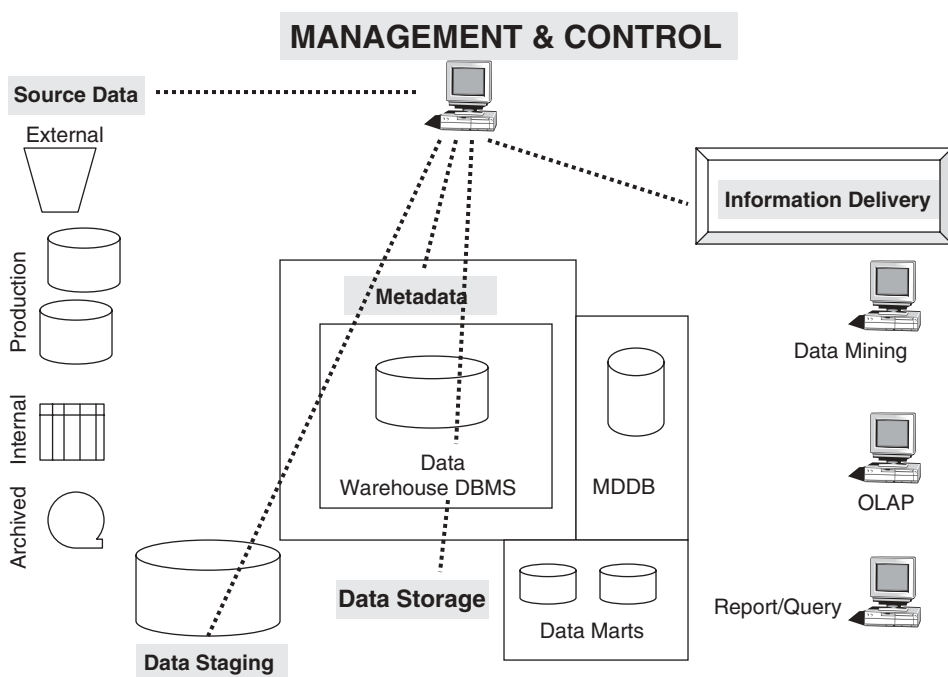 MANAGEMENT & CONTROL
Source Data
External
Production
Internal
Archived
Information Delivery
Metadata
Data
Warehouse DBMS
MDDB
Data Mining
OLAP
Report/Query
Data Storage
Data Marts
Data Staging